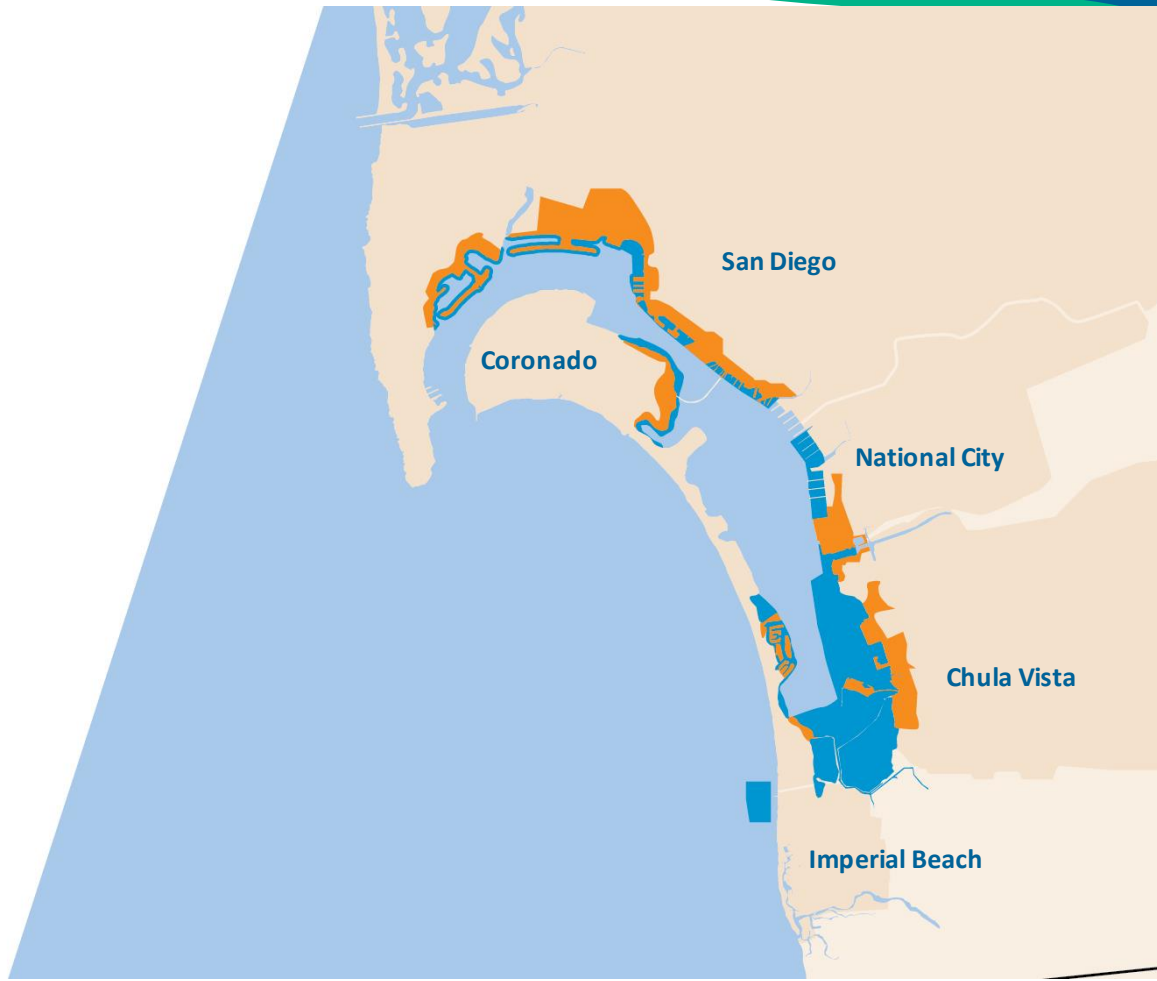 San Diego
Coronado
National City
Chula Vista
Imperial Beach